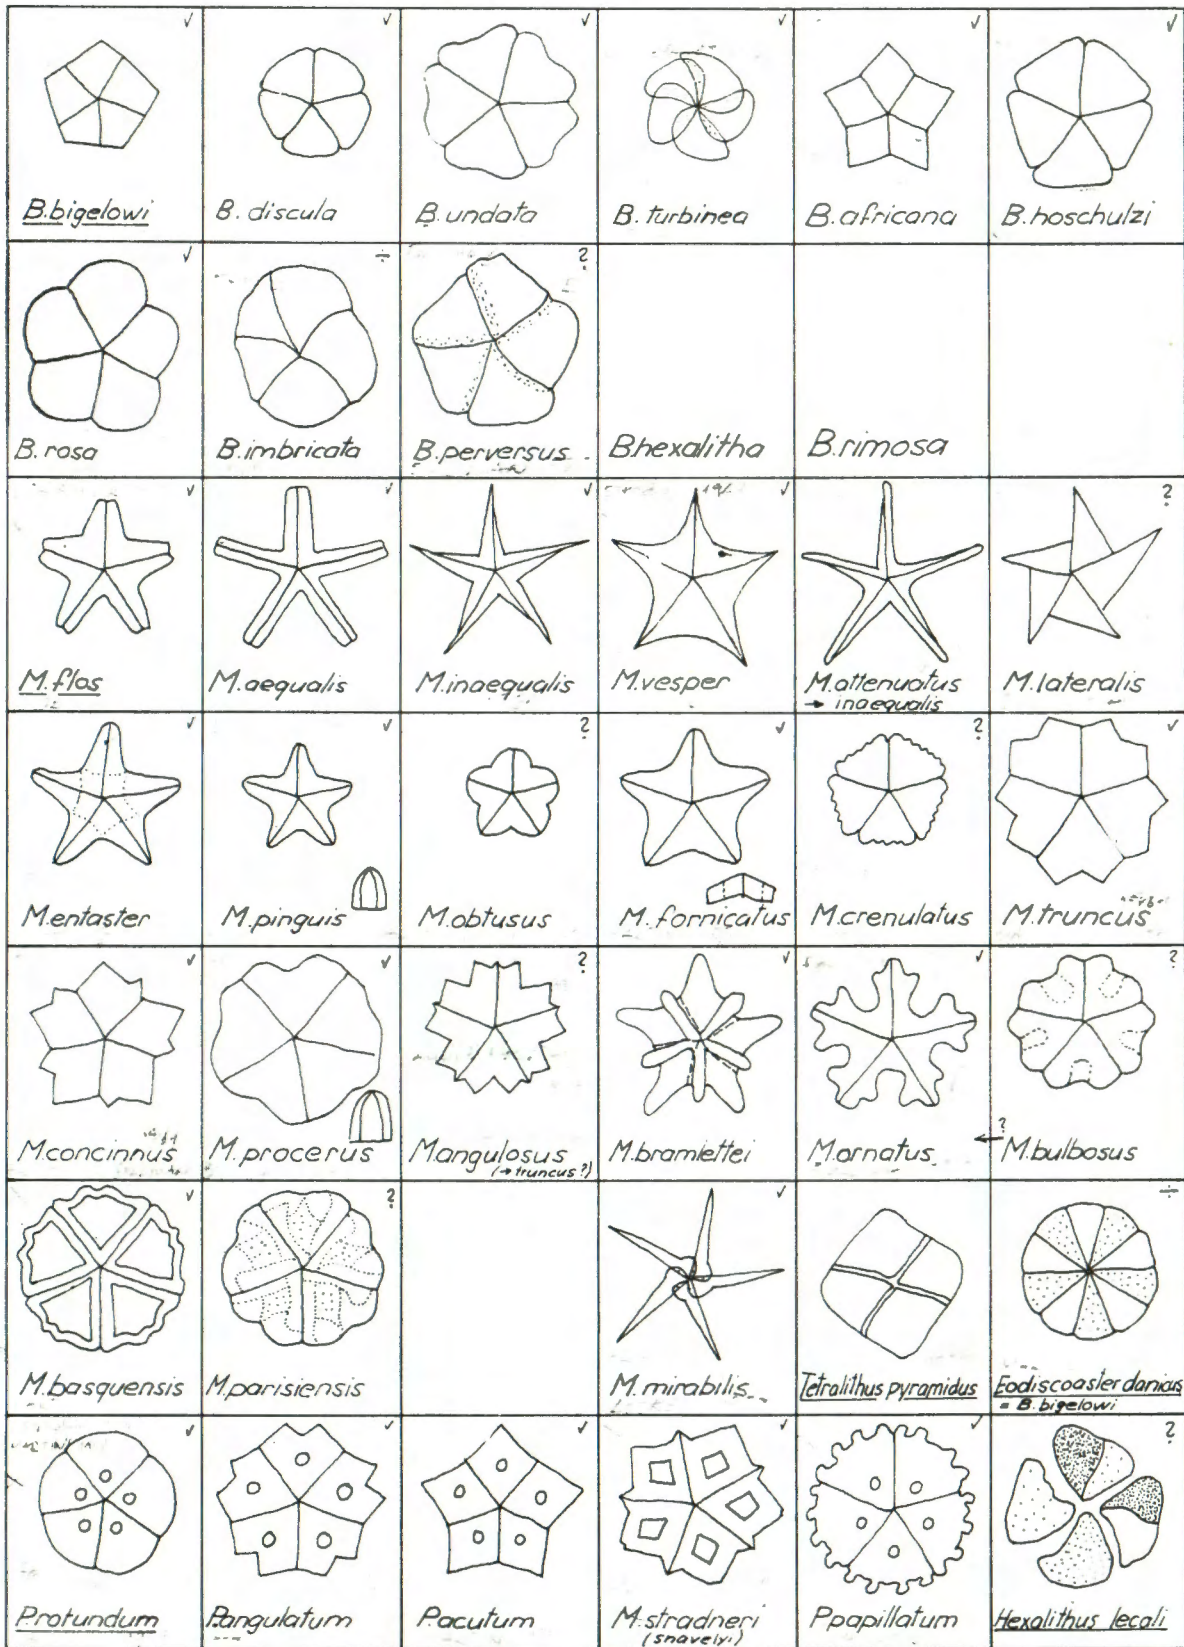 B. bigelowi
B. discula
B. undata
B. turbinea
B. africana
B. hoschulzi
B. rosa
B. imbricata
?
B. perversus
B. hexalitha
B. rimosa
M. flos
M. aequalis
M. inaequalis
M. vesper
M. attenuatus
→ inaequalis
?
M. lateralis
M. entaster
M. pinguis
?
M. obtusus
M. fornicatus
?
M. crenulatus
M. truncus
M. concinnus
M. procerus
?
M. angulosus
(→ truncus?)
M. bramlettei
M. ornatus
?
?
M. bulbosus
M. basquensis
?
M. parisiensis
M. mirabilis
Tetralithus pyramidus
Eodiscoaster danicus
= B. bigelowi
P. rotundum
P. angulatum
P. acutum
M. stradneri
(snavelyi)
P. papillatum
?
Hexalithus lecali